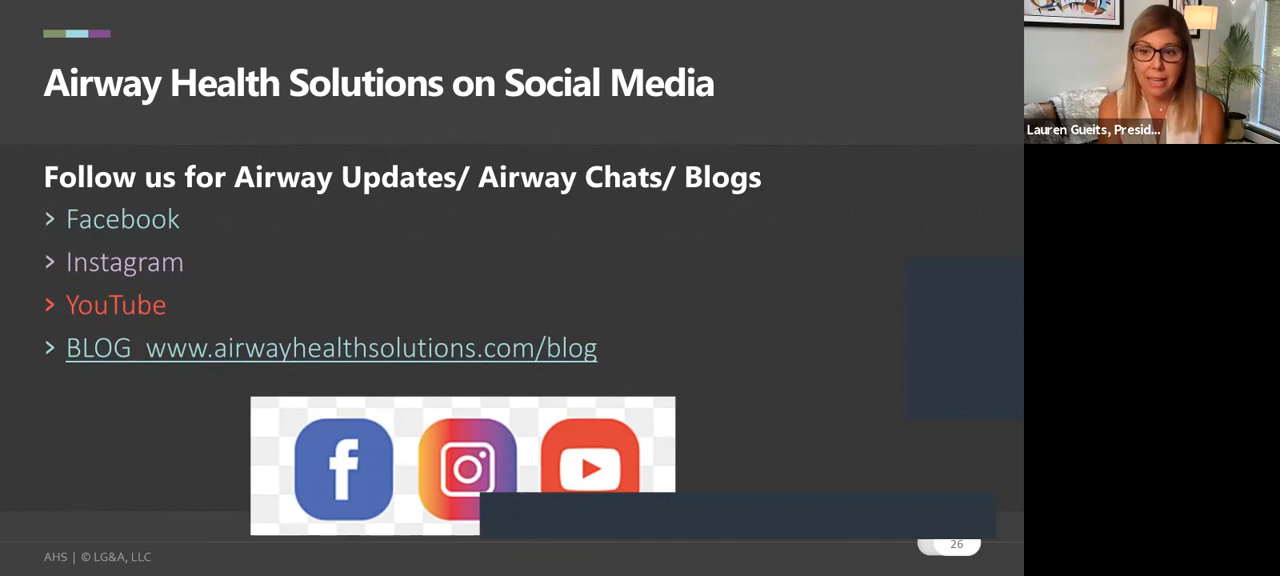 Airway Health Solutions on Social Media
Lauren Gueits, Presid...
Follow us for Airway Updates/ Airway Chats/ Blogs
> Facebook
> Instagram
> YouTube
> BLOG www.airwayhealthsolutions.com/blog
f
AHS | © LG&A, LLC
26